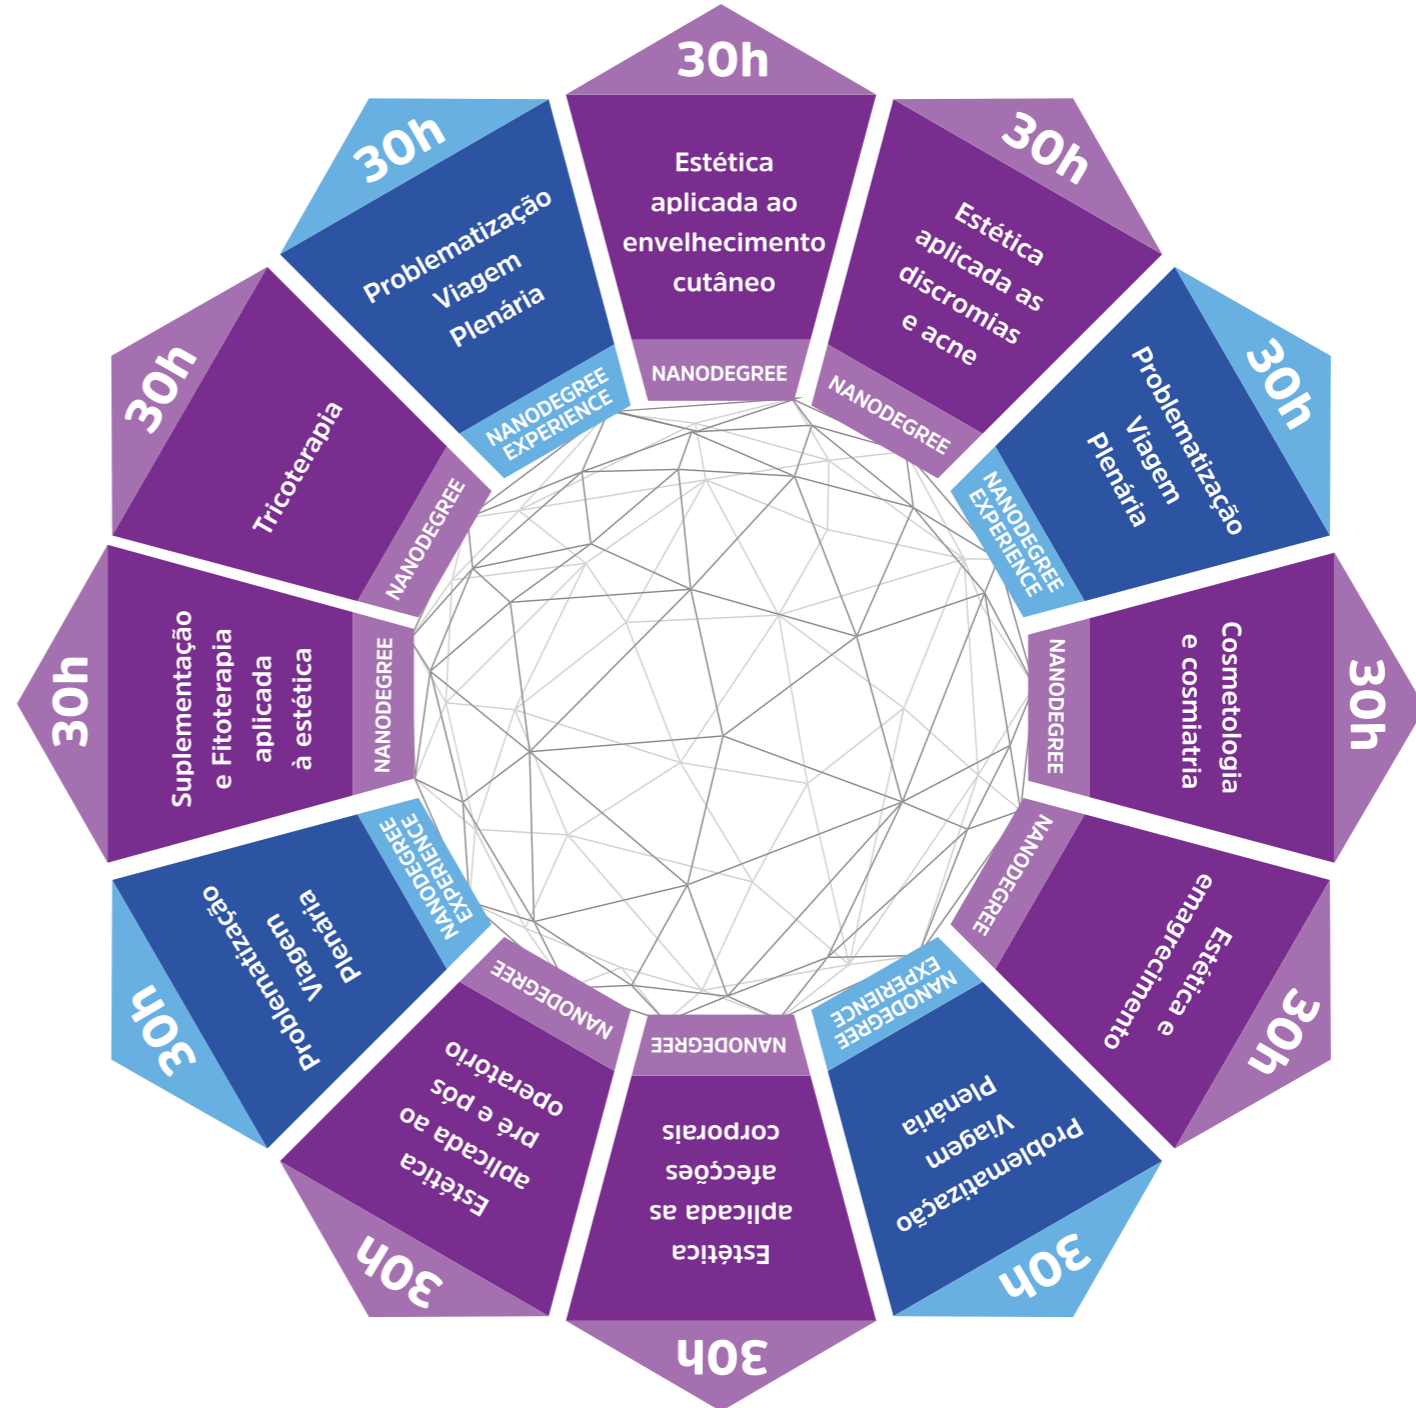 30h
Estética
aplicada ao
envelhecimento
cutâneo
NANODEGREE
30h
Estética
aplicada as
discromias
e acne
NANODEGREE
30h
Problematização
Viagem
Plenária
NANODEGREE
EXPERIENCE
30h
Cosmetologia
e cosmiatria
NANODEGREE
30h
Estética e
emagrecimento
NANODEGREE
30h
Problematização
Viagem
Plenária
NANODEGREE
EXPERIENCE
30h
Estética
aplicada as
afecções
corporais
NANODEGREE
30h
Estética
aplicada ao
pré e pós
operatório
NANODEGREE
30h
Problematização
Viagem
Plenária
NANODEGREE
EXPERIENCE
30h
Suplementação
e Fitoterapia
aplicada
à estética
NANODEGREE
30h
Tricoterapia
NANODEGREE
30h
Problematização
Viagem
Plenária
NANODEGREE
EXPERIENCE